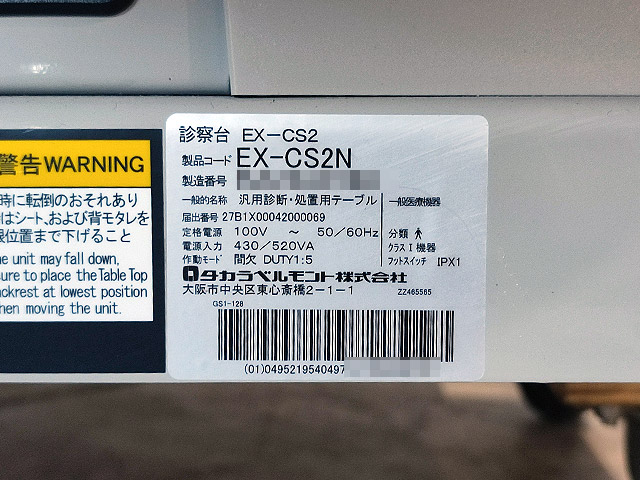 警告WARNING
時に転倒のおそれあり
はシート、および背モタレを
限位置まで下げること
he unit may fall down,
sure to place the Table Top
ackrest at lowest position
hen moving the unit.
診察台 EX-CS2
製品コード EX-CS2N
製造番号
一般的名称 汎用診断・処置用テーブル 一般医療機器
届出番号 27B1X00042000069
定格電源 100V ~ 50/60Hz 分類
電源入力 430/520VA クラスⅠ機器
作動モード 間欠 DUTY1:5 フットスイッチ IPX1
タカラベルモント株式会社
大阪市中央区東心斎橋2-1-1 ZZ465565
GS1-128
(01)0495219540497